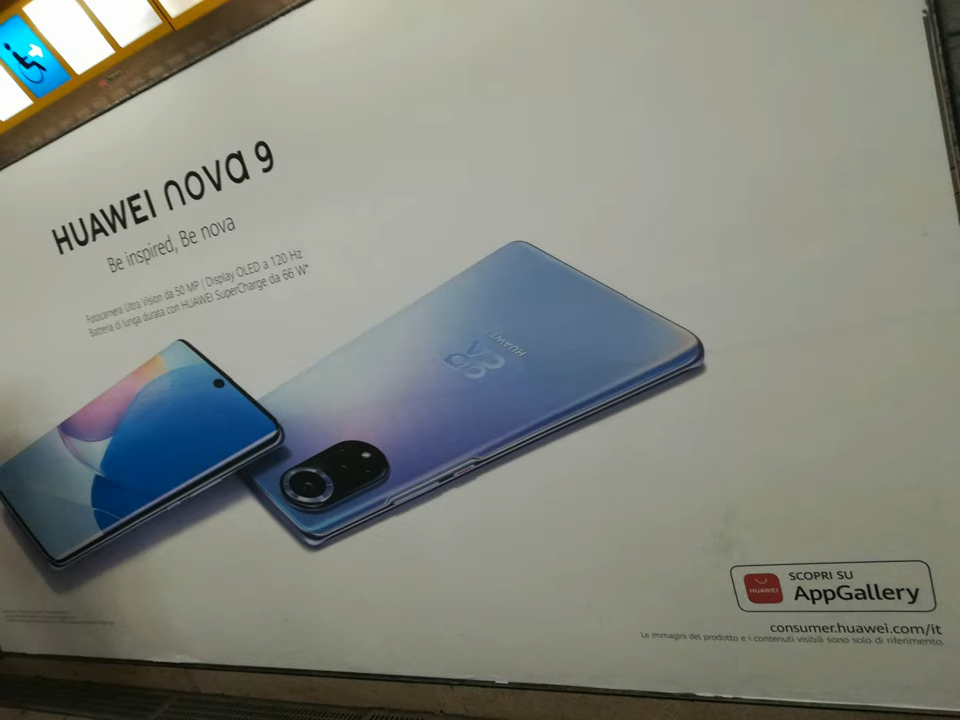 HUAWEI nova 9
Be inspired, Be nova
Fotocamera Ultra Vision da 50 MP | Display OLED a 120 Hz
Batteria di lunga durata con HUAWEI SuperCharge da 66 W*
HUAWEI
SCOPRI SU
HUAWEI
AppGallery
consumer.huawei.com/it
Le immagini del prodotto e i contenuti visibili sono solo di riferimento.